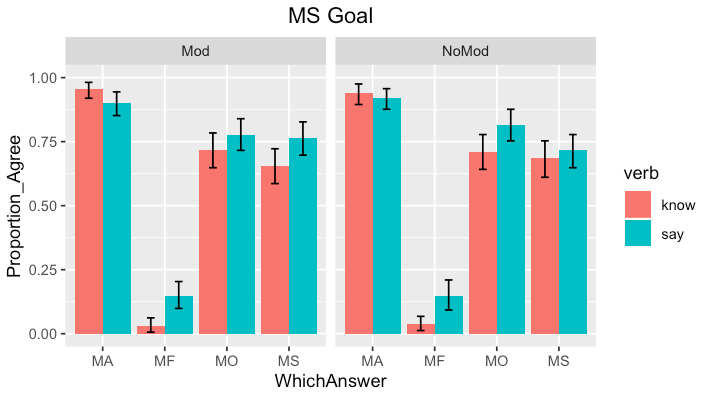 MS Goal
Mod
NoMod
1.00
0.75
0.50
0.25
0.00
Proportion_Agree
MA MF MO MS
MA MF MO MS
WhichAnswer
verb
know
say